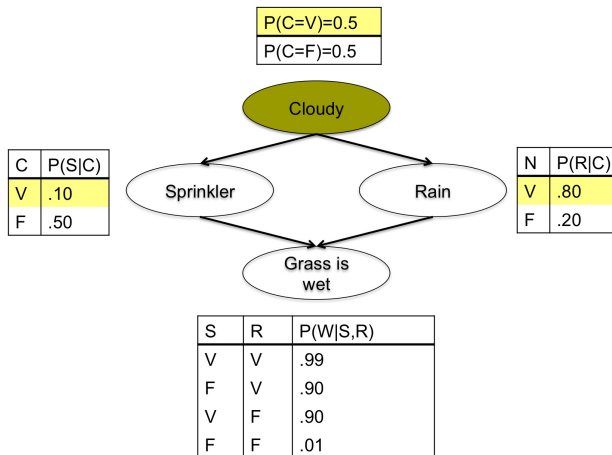 P(C=V)=0.5
P(C=F)=0.5
Cloudy
C P(S|C)
V .10
F .50
Sprinkler
Rain
N P(R|C)
V .80
F .20
Grass is
wet
S R P(W|S,R)
V V .99
F V .90
V F .90
F F .01